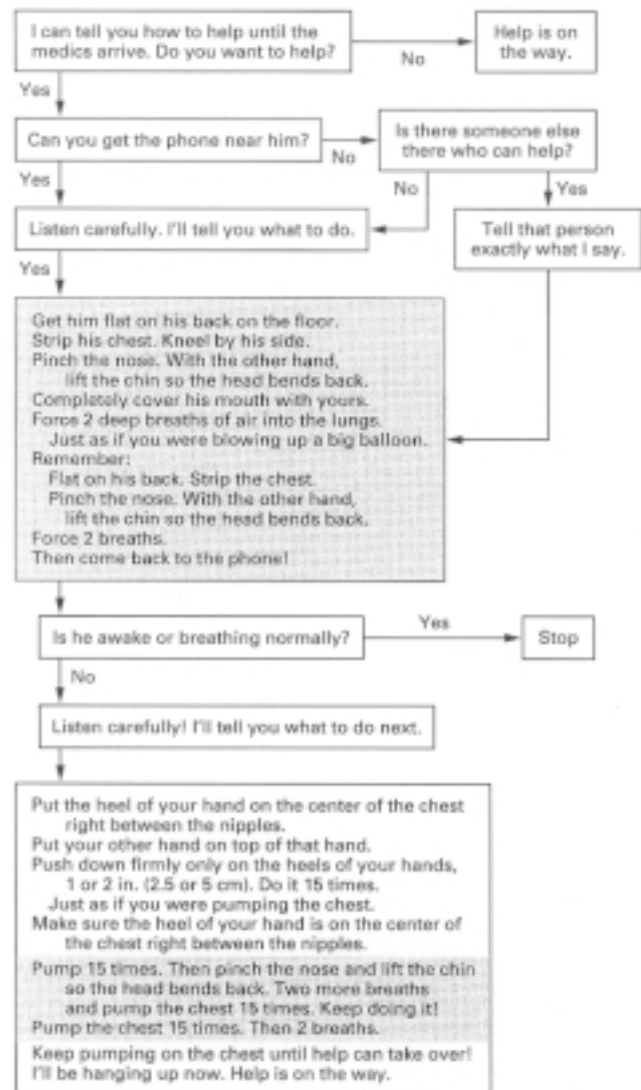 I can tell you how to help until the
medics arrive. Do you want to help?
No
Help is on
the way.
Yes
Can you get the phone near him?
No
Is there someone else
there who can help?
Yes
No
Yes
Listen carefully. I'll tell you what to do.
Tell that person
exactly what I say.
Yes
Get him flat on his back on the floor.
Strip his chest. Kneel by his side.
Pinch the nose. With the other hand,
lift the chin so the head bends back.
Completely cover his mouth with yours.
Force 2 deep breaths of air into the lungs.
Just as if you were blowing up a big balloon.
Remember:
Flat on his back. Strip the chest.
Pinch the nose. With the other hand,
lift the chin so the head bends back.
Force 2 breaths.
Then come back to the phone!
Is he awake or breathing normally?
Yes
Stop
No
Listen carefully! I'll tell you what to do next.
Put the heel of your hand on the center of the chest
right between the nipples.
Put your other hand on top of that hand.
Push down firmly only on the heels of your hands,
1 or 2 in. (2.5 or 5 cm). Do it 15 times.
Just as if you were pumping the chest.
Make sure the heel of your hand is on the center of
the chest right between the nipples.
Pump 15 times. Then pinch the nose and lift the chin
so the head bends back. Two more breaths
and pump the chest 15 times. Keep doing it!
Pump the chest 15 times. Then 2 breaths.
Keep pumping on the chest until help can take over!
I'll be hanging up now. Help is on the way.